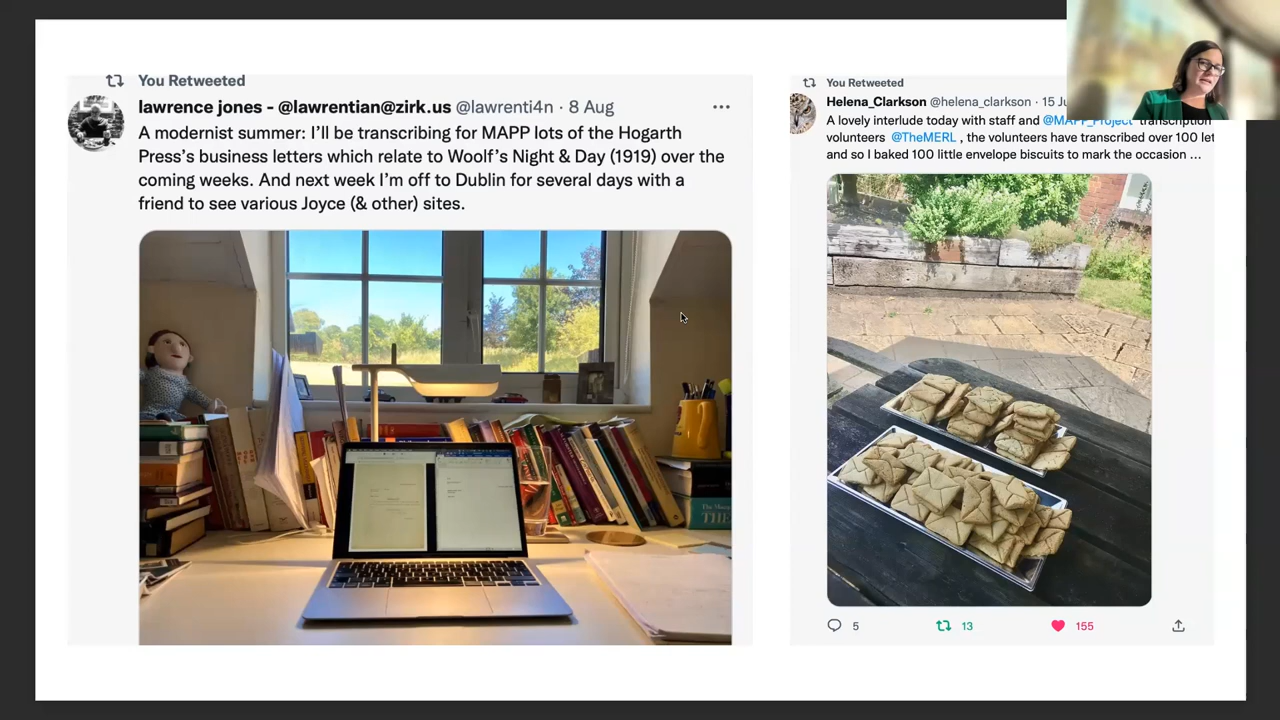 You Retweeted
lawrence jones - @lawrentian@zirk.us @lawrenti4n · 8 Aug
A modernist summer: I'll be transcribing for MAPP lots of the Hogarth
Press's business letters which relate to Woolf's Night & Day (1919) over the
coming weeks. And next week I'm off to Dublin for several days with a
friend to see various Joyce (& other) sites.
THE
You Retweeted
Helena_Clarkson @helena_clarkson · 15 Ju
A lovely interlude today with staff and @MAPP_Project transcription
volunteers @TheMERL , the volunteers have transcribed over 100 let
and so I baked 100 little envelope biscuits to mark the occasion ...
5
13
155